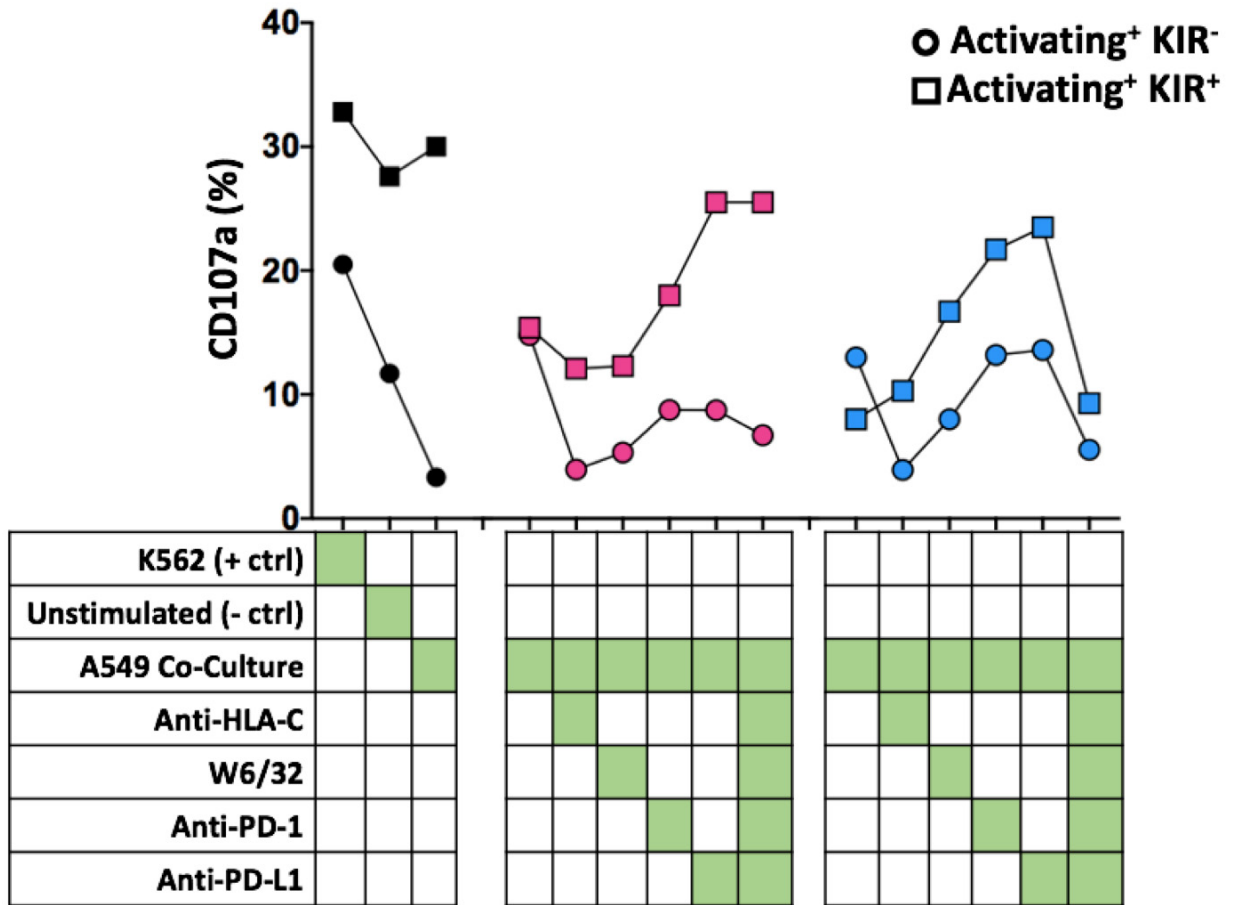 40
30
20
10
0
CD107a (%)
Activating⁺ KIR⁻
Activating⁺ KIR⁺
K562 (+ ctrl)
Unstimulated (- ctrl)
A549 Co-Culture
Anti-HLA-C
W6/32
Anti-PD-1
Anti-PD-L1